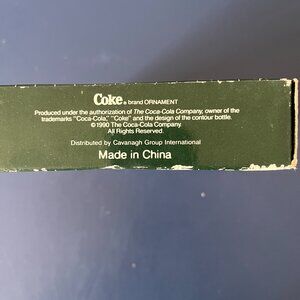 Coke® brand ORNAMENT
Produced under the authorization of The Coca-Cola Company, owner of the
trademarks "Coca-Cola," "Coke" and the design of the contour bottle.
©1990 The Coca-Cola Company.
All Rights Reserved.
Distributed by Cavanagh Group International
Made in China